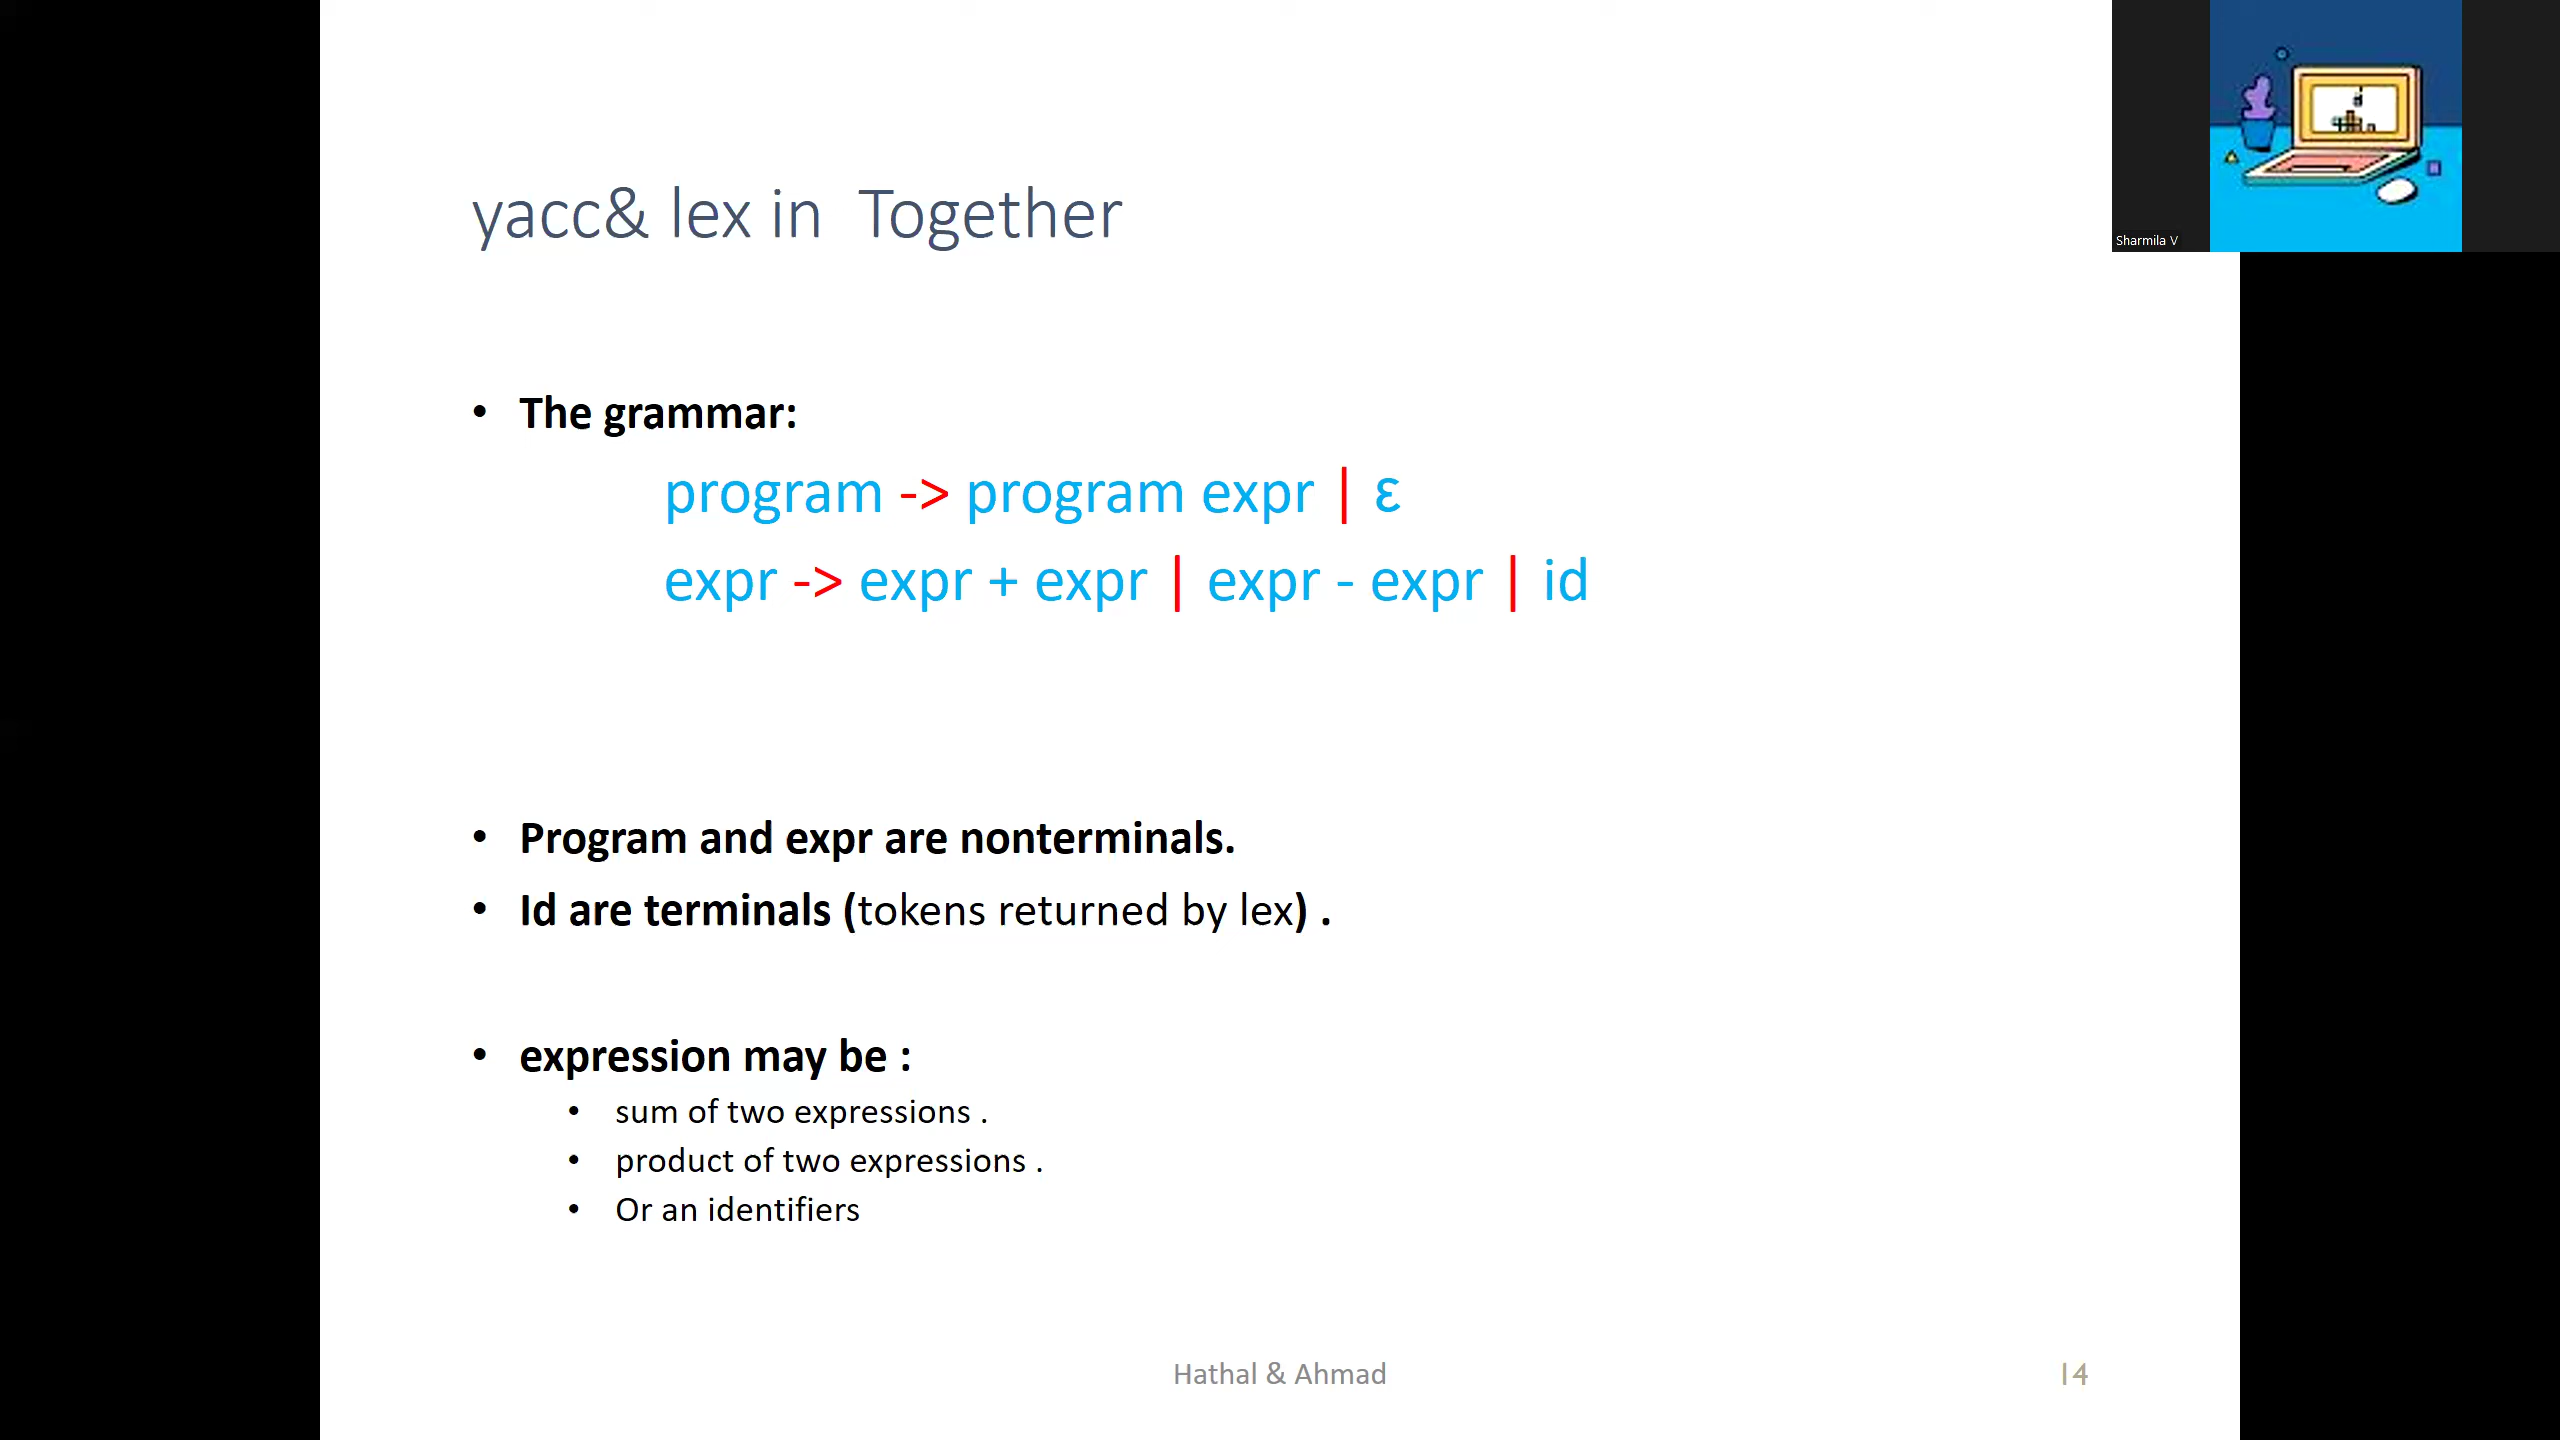 Sharmila V
yacc& lex in  Together
• The grammar:
program -> program expr | ε
expr -> expr + expr | expr - expr | id
• Program and expr are nonterminals.
• Id are terminals (tokens returned by lex) .
• expression may be :
• sum of two expressions .
• product of two expressions .
• Or an identifiers
Hathal & Ahmad
14